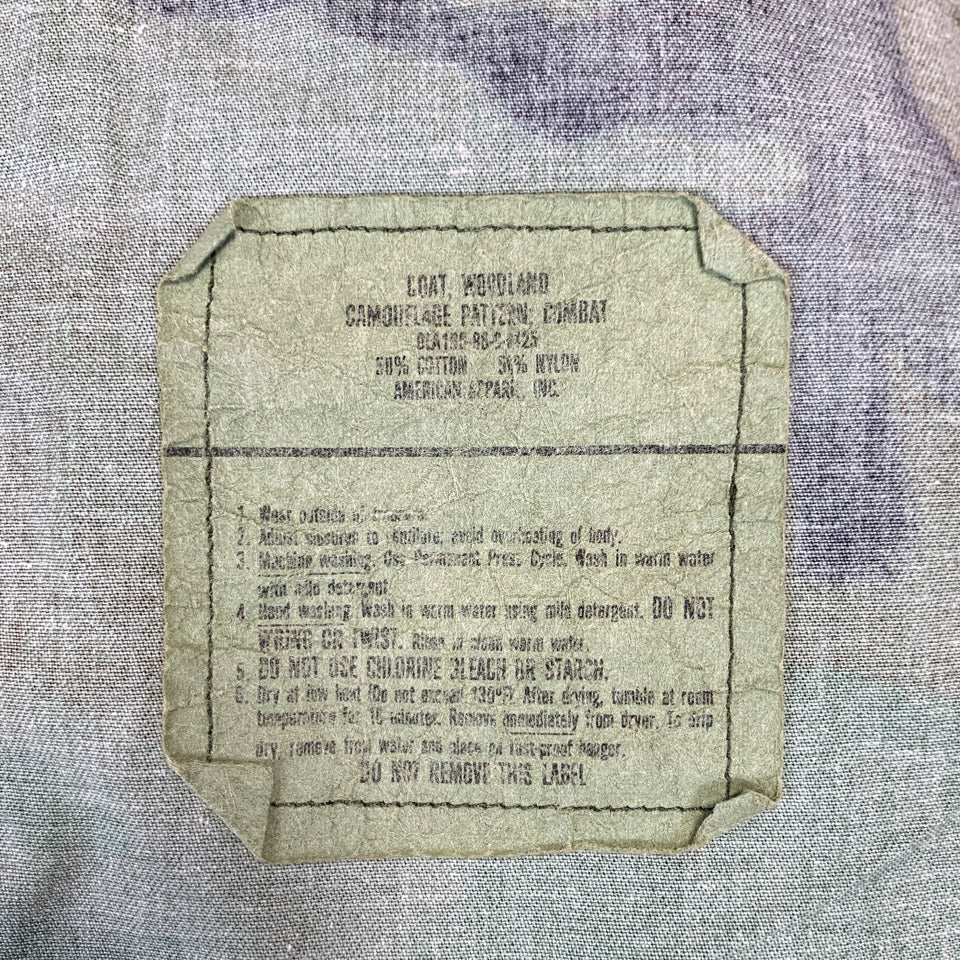 COAT, WOODLAND
CAMOUFLAGE PATTERN, COMBAT
50% COTTON 50% NYLON
AMERICAN APPAREL, INC.
1. Wear outside of trousers.
2. Adjust closures to ventilate; avoid overheating of body.
3. Machine washing: Use Permanent Press Cycle. Wash in warm water
with mild detergent.
4. Hand washing: Wash in warm water using mild detergent. DO NOT
WRING OR TWIST. Rinse in clean warm water.
5. DO NOT USE CHLORINE BLEACH OR STARCH.
6. Dry at low heat (Do not exceed 130°F). After drying, tumble at room
temperature for 10 minutes. Remove immediately from dryer. To drip
dry, remove from water and place on rust-proof hanger.
DO NOT REMOVE THIS LABEL